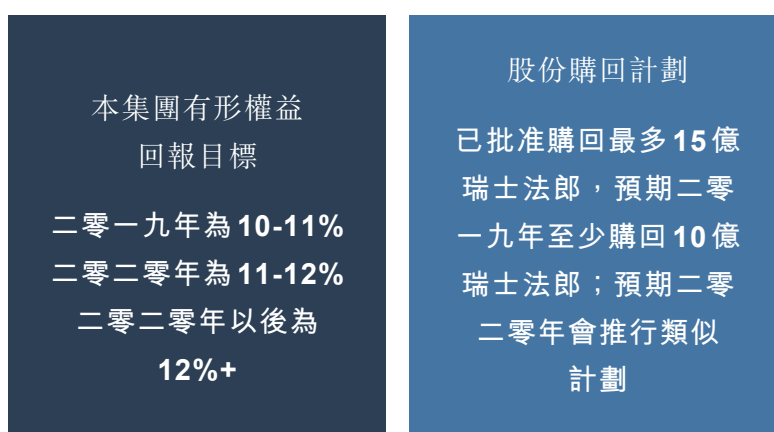 本集團有形權益
回報目標
二零一九年為10-11%
二零二零年為11-12%
二零二零年以後為
12%+
股份購回計劃
已批准購回最多15億
瑞士法郎，預期二零
一九年至少購回10億
瑞士法郎；預期二零
二零年會推行類似
計劃